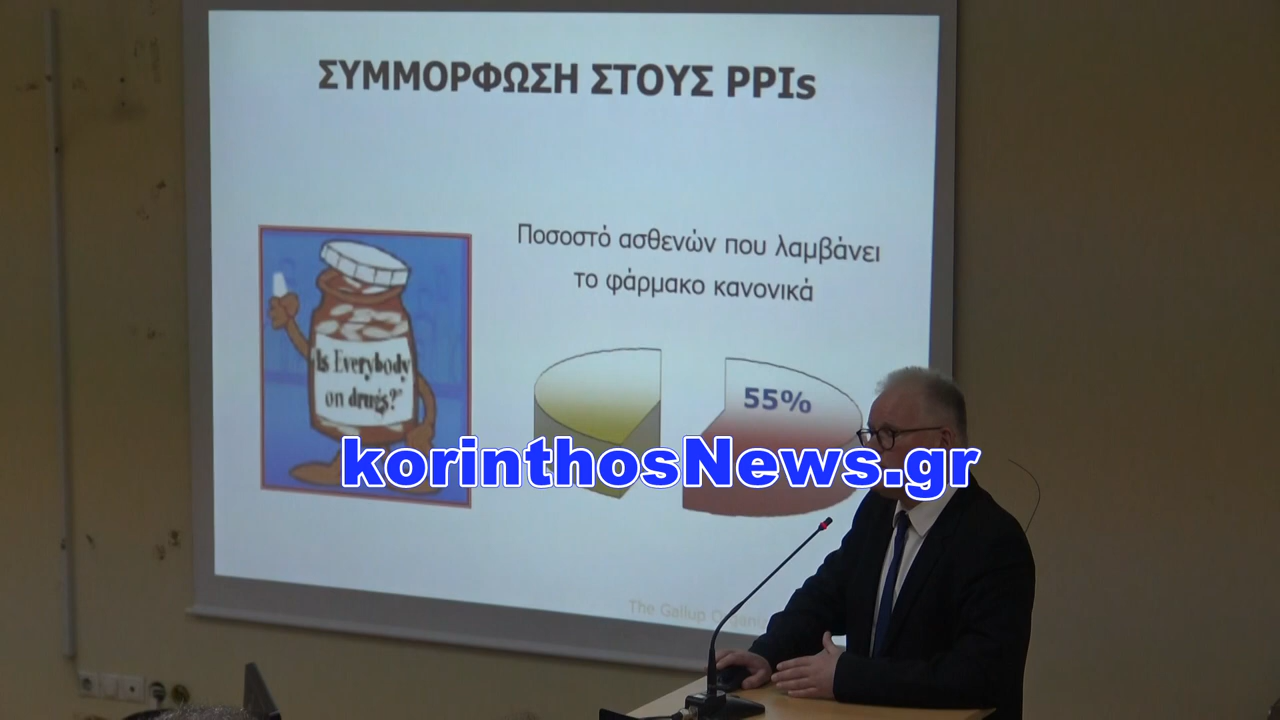 ΣΥΜΜΟΡΦΩΣΗ ΣΤΟΥΣ PPIs
Ποσοστό ασθενών που λαμβάνει
το φάρμακο κανονικά
"Is Everybody
on drugs?"
55%
korinthosNews.gr
The Gallup